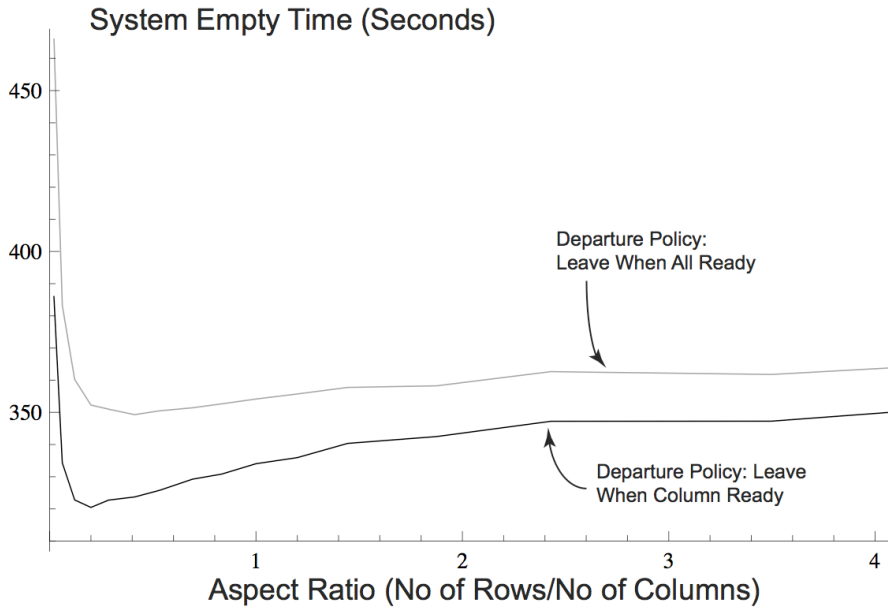 System Empty Time (Seconds)
450
400
350
Departure Policy:
Leave When All Ready
Departure Policy: Leave
When Column Ready
1
2
3
4
Aspect Ratio (No of Rows/No of Columns)